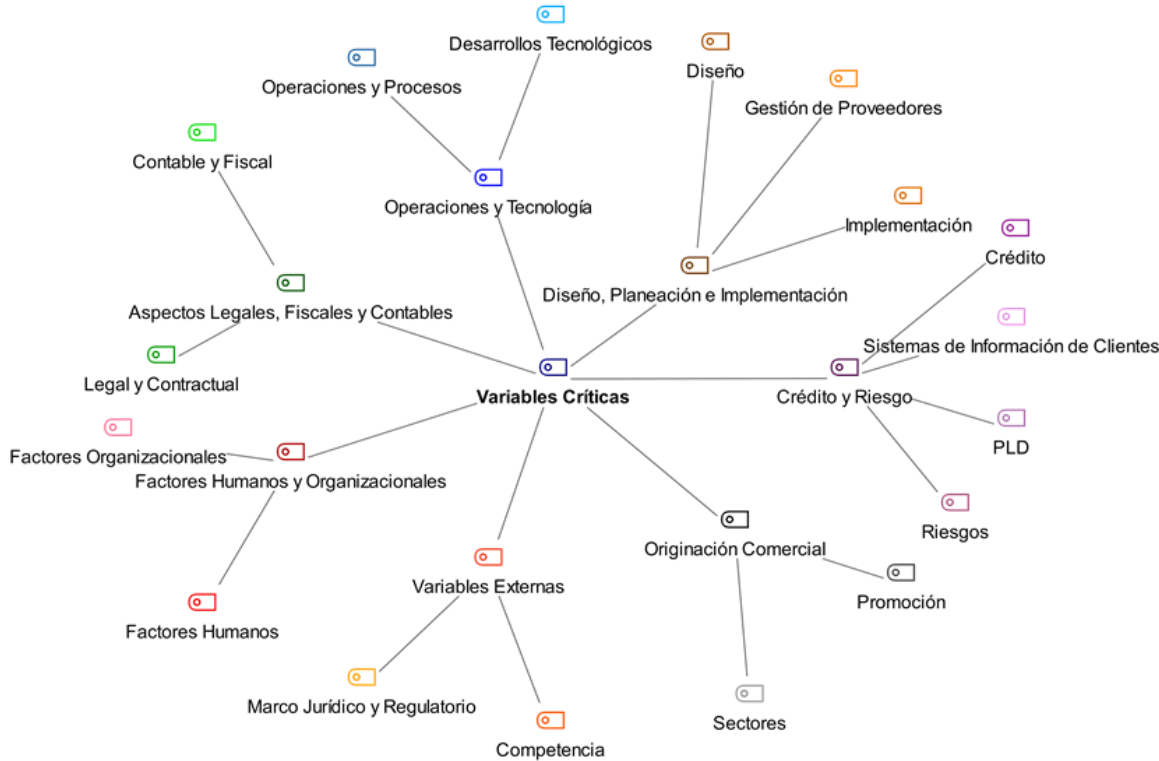 Desarrollos Tecnológicos
Diseño
Operaciones y Procesos
Gestión de Proveedores
Contable y Fiscal
Operaciones y Tecnología
Implementación
Crédito
Diseño, Planeación e Implementación
Aspectos Legales, Fiscales y Contables
Sistemas de Información de Clientes
Legal y Contractual
Variables Críticas
Crédito y Riesgo
PLD
Factores Organizacionales
Factores Humanos y Organizacionales
Riesgos
Originación Comercial
Variables Externas
Promoción
Factores Humanos
Marco Jurídico y Regulatorio
Sectores
Competencia